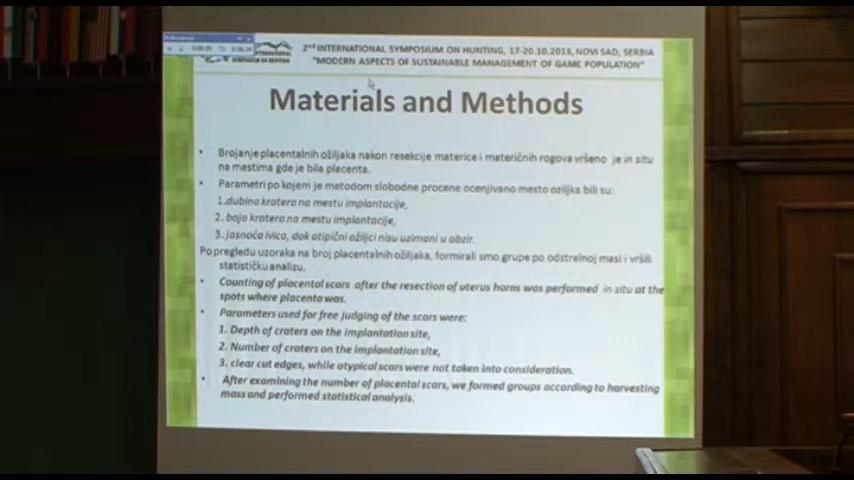 2nd INTERNATIONAL SYMPOSIUM ON HUNTING, 17-20.10.2013, NOVI SAD, SERBIA
"MODERN ASPECTS OF SUSTAINABLE MANAGEMENT OF GAME POPULATION"
Materials and Methods
• Brojanje placentalnih ožiljaka nakon resekcije materice i materičnih rogova vršeno je in situ
na mestima gde je bila placenta.
• Parametri po kojem je metodom slobodne procene ocenjivano mesto ozilјka bili su:
1.dubina kratera na mestu implantacije,
2. boja kratera na mestu implantacije,
3. jasnoća ivica, dok atipični ožiljci nisu uzimani u obzir.
Po pregledu uzoraka na broj placentalnih ožiljaka, formirali smo grupe po odstrelnoj masi i vršili
statističku analizu.
• Counting of placental scars after the resection of uterus horns was performed in situ at the
spots where placenta was.
• Parameters used for free judging of the scars were:
1. Depth of craters on the implantation site,
2. Number of craters on the implantation site,
3. clear cut edges, while atypical scars were not taken into consideration.
• After examining the number of placental scars, we formed groups according to harvesting
mass and performed statistical analysis.